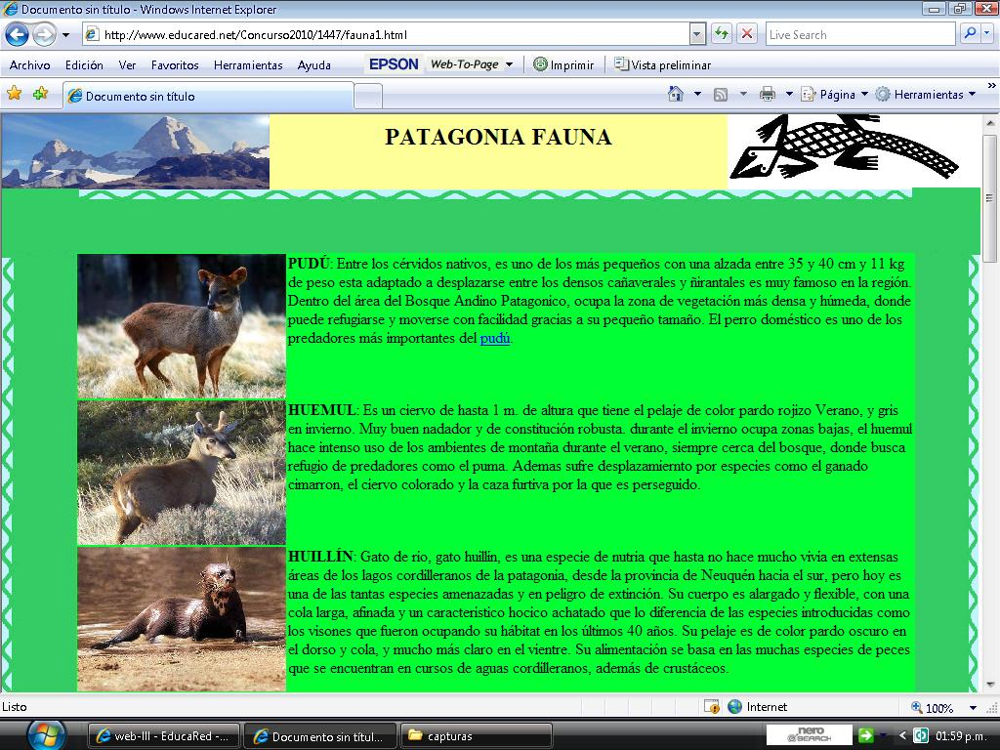 Documento sin título - Windows Internet Explorer
http://www.educared.net/Concurso2010/1447/fauna1.html
Live Search
Archivo Edición Ver Favoritos Herramientas Ayuda EPSON Web-To-Page Imprimir Vista preliminar
Documento sin título
Página Herramientas
PATAGONIA FAUNA
PUDÚ: Entre los cérvidos nativos, es uno de los más pequeños con una alzada entre 35 y 40 cm y 11 kg
de peso esta adaptado a desplazarse entre los densos cañaverales y ñirantales es muy famoso en la región.
Dentro del área del Bosque Andino Patagonico, ocupa la zona de vegetación más densa y húmeda, donde
puede refugiarse y moverse con facilidad gracias a su pequeño tamaño. El perro doméstico es uno de los
predadores más importantes del pudú.
HUEMUL: Es un ciervo de hasta 1 m. de altura que tiene el pelaje de color pardo rojizo Verano, y gris
en invierno. Muy buen nadador y de constitución robusta. durante el invierno ocupa zonas bajas, el huemul
hace intenso uso de los ambientes de montaña durante el verano, siempre cerca del bosque, donde busca
refugio de predadores como el puma. Ademas sufre desplazamiernto por especies como el ganado
cimarron, el ciervo colorado y la caza furtiva por la que es perseguido.
HUILLÍN: Gato de río, gato huillín, es una especie de nutria que hasta no hace mucho vivía en extensas
áreas de los lagos cordilleranos de la patagonia, desde la provincia de Neuquén hacia el sur, pero hoy es
una de las tantas especies amenazadas y en peligro de extinción. Su cuerpo es alargado y flexible, con una
cola larga, afinada y un característico hocico achatado que lo diferencia de las especies introducidas como
los visones que fueron ocupando su hábitat en los últimos 40 años. Su pelaje es de color pardo oscuro en
el dorso y cola, y mucho más claro en el vientre. Su alimentación se basa en las muchas especies de peces
que se encuentran en cursos de aguas cordilleranos, además de crustáceos.
Listo
Internet
100%
web-III - EducaRed -...
Documento sin títul...
capturas
nero
SEARCH
01:59 p.m.